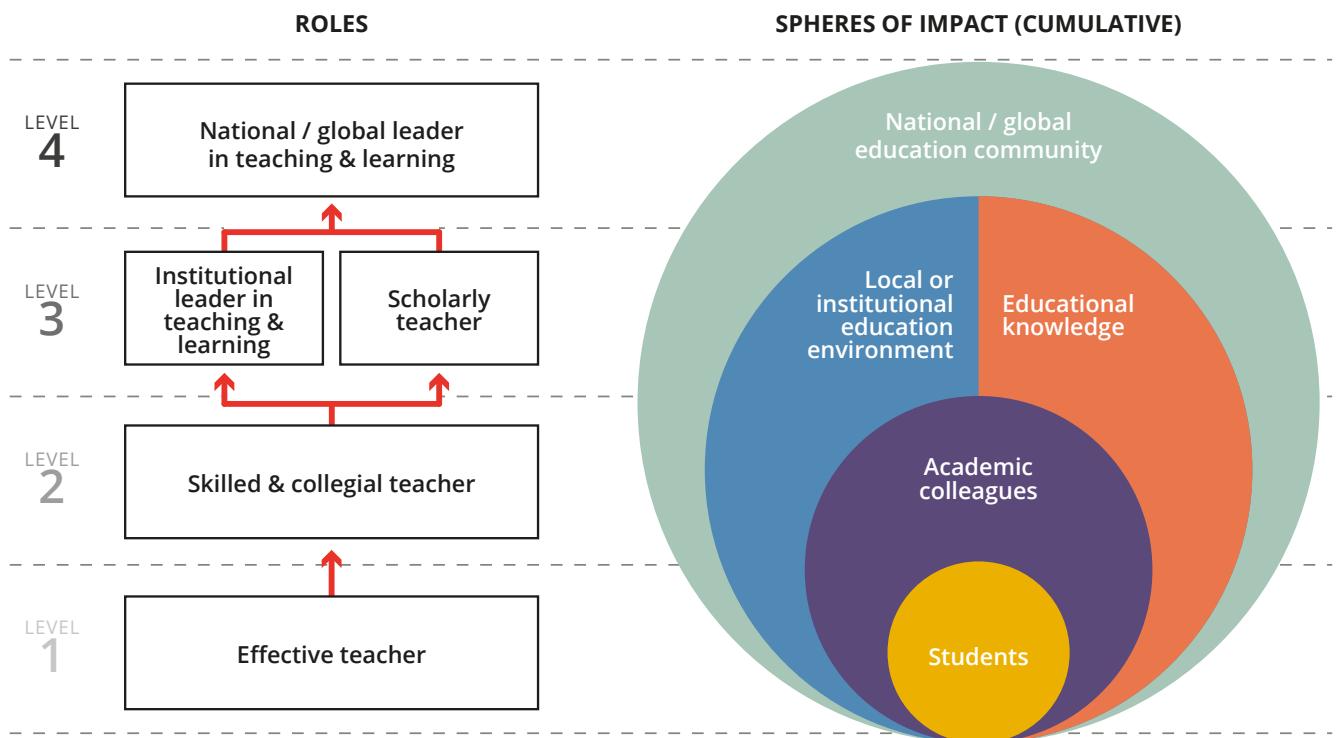 ROLES
SPHERES OF IMPACT (CUMULATIVE)
LEVEL
4
National / global leader
in teaching & learning
National / global
education community
LEVEL
3
Institutional
leader in
teaching &
learning
Scholarly
teacher
Local or
institutional
education
environment
Educational
knowledge
LEVEL
2
Skilled & collegial teacher
Academic
colleagues
LEVEL
1
Effective teacher
Students